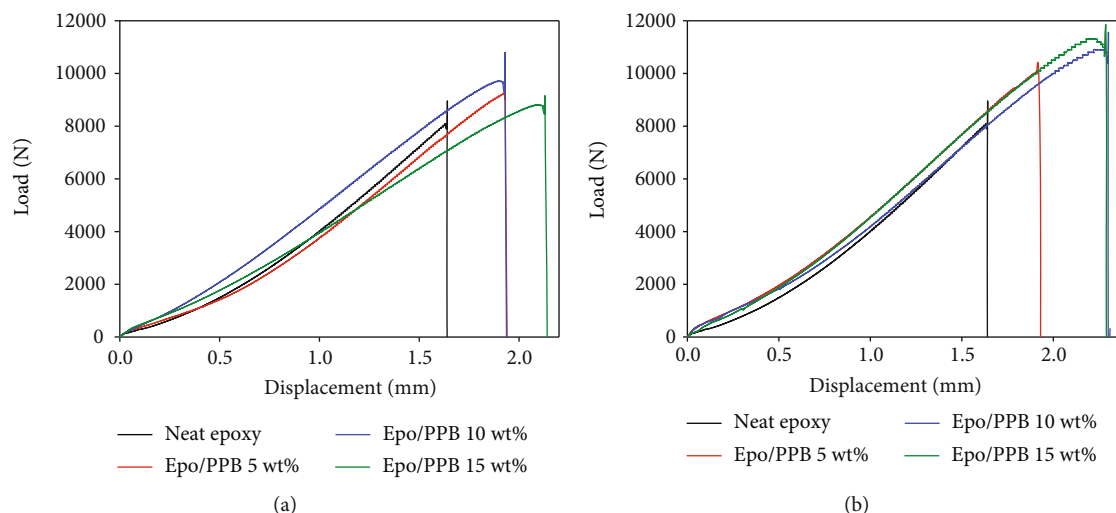 12000
10000
8000
6000
4000
2000
0
Load (N)
0.0 0.5 1.0 1.5 2.0
Displacement (mm)
Neat epoxy
Epo/PPB 5 wt%
Epo/PPB 10 wt%
Epo/PPB 15 wt%
(a)
12000
10000
8000
6000
4000
2000
0
Load (N)
0.0 0.5 1.0 1.5 2.0
Displacement (mm)
Neat epoxy
Epo/PPB 5 wt%
Epo/PPB 10 wt%
Epo/PPB 15 wt%
(b)